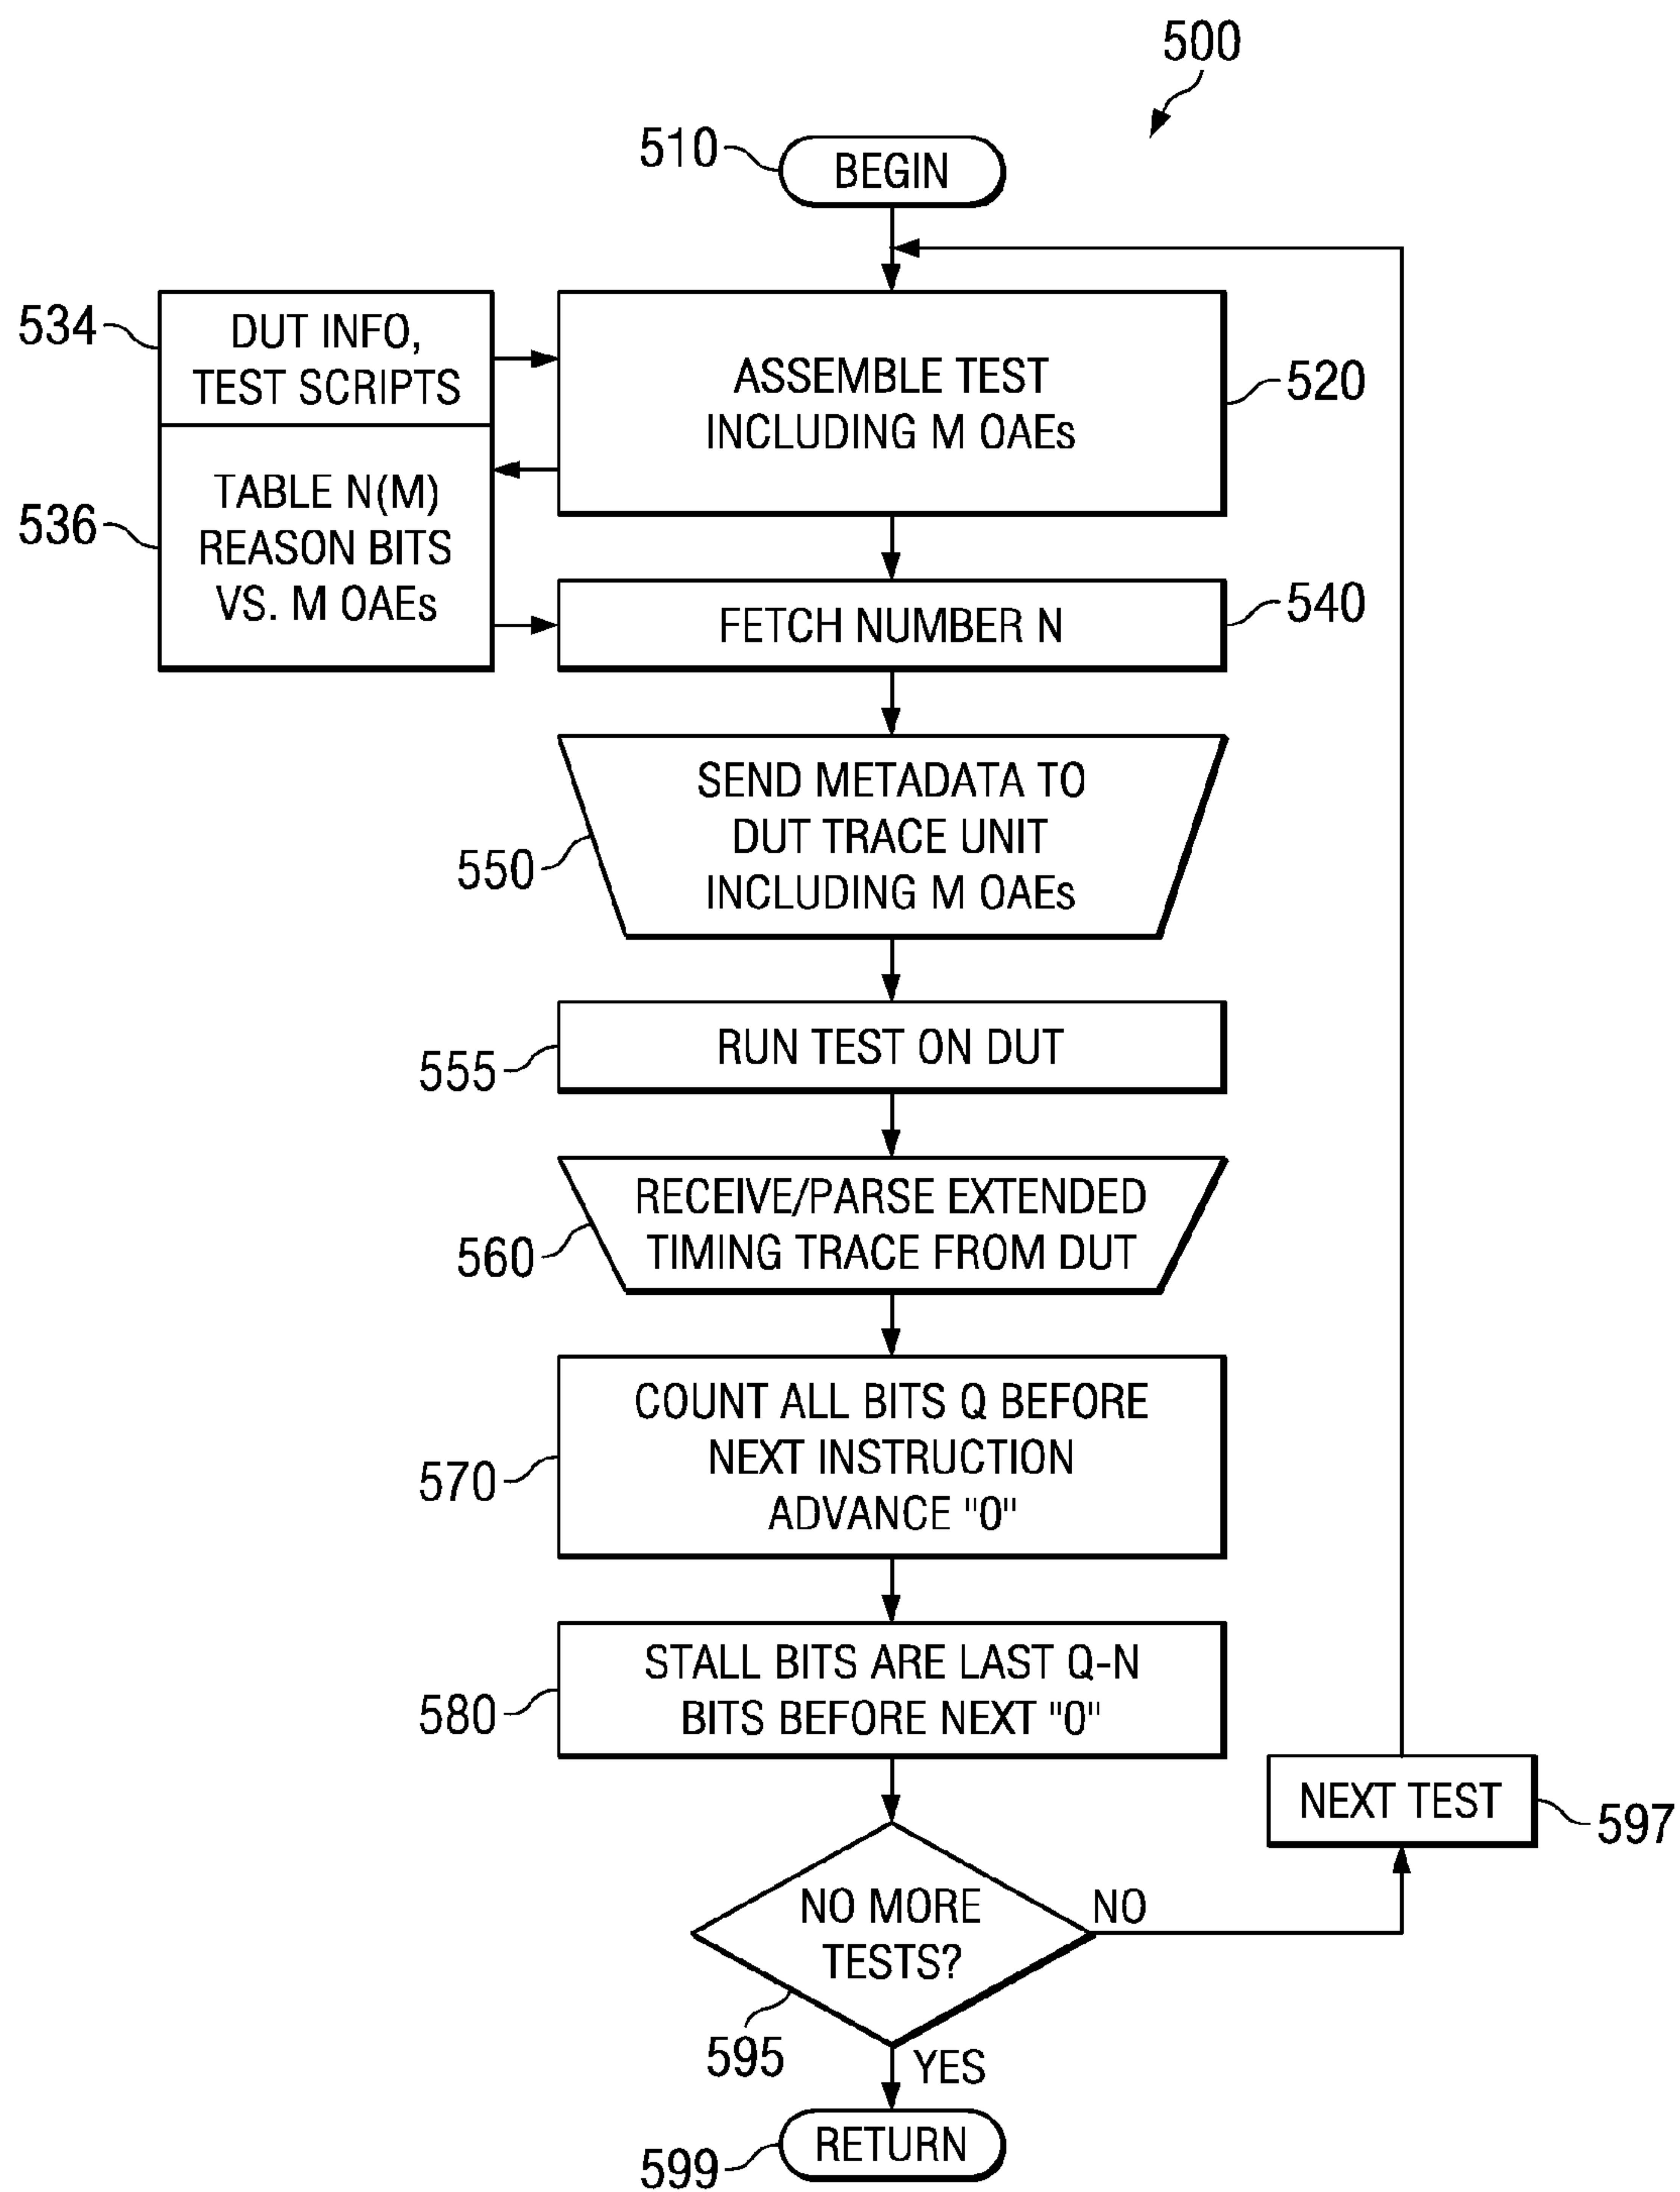 500
510
BEGIN
534
DUT INFO,
TEST SCRIPTS
ASSEMBLE TEST
INCLUDING M OAEs
520
536
TABLE N(M)
REASON BITS
VS. M OAEs
FETCH NUMBER N
540
SEND METADATA TO
DUT TRACE UNIT
INCLUDING M OAEs
550
RUN TEST ON DUT
555
RECEIVE/PARSE EXTENDED
TIMING TRACE FROM DUT
560
COUNT ALL BITS Q BEFORE
NEXT INSTRUCTION
ADVANCE "0"
570
STALL BITS ARE LAST Q-N
BITS BEFORE NEXT "0"
580
NEXT TEST
597
NO MORE
TESTS?
NO
595
YES
RETURN
599